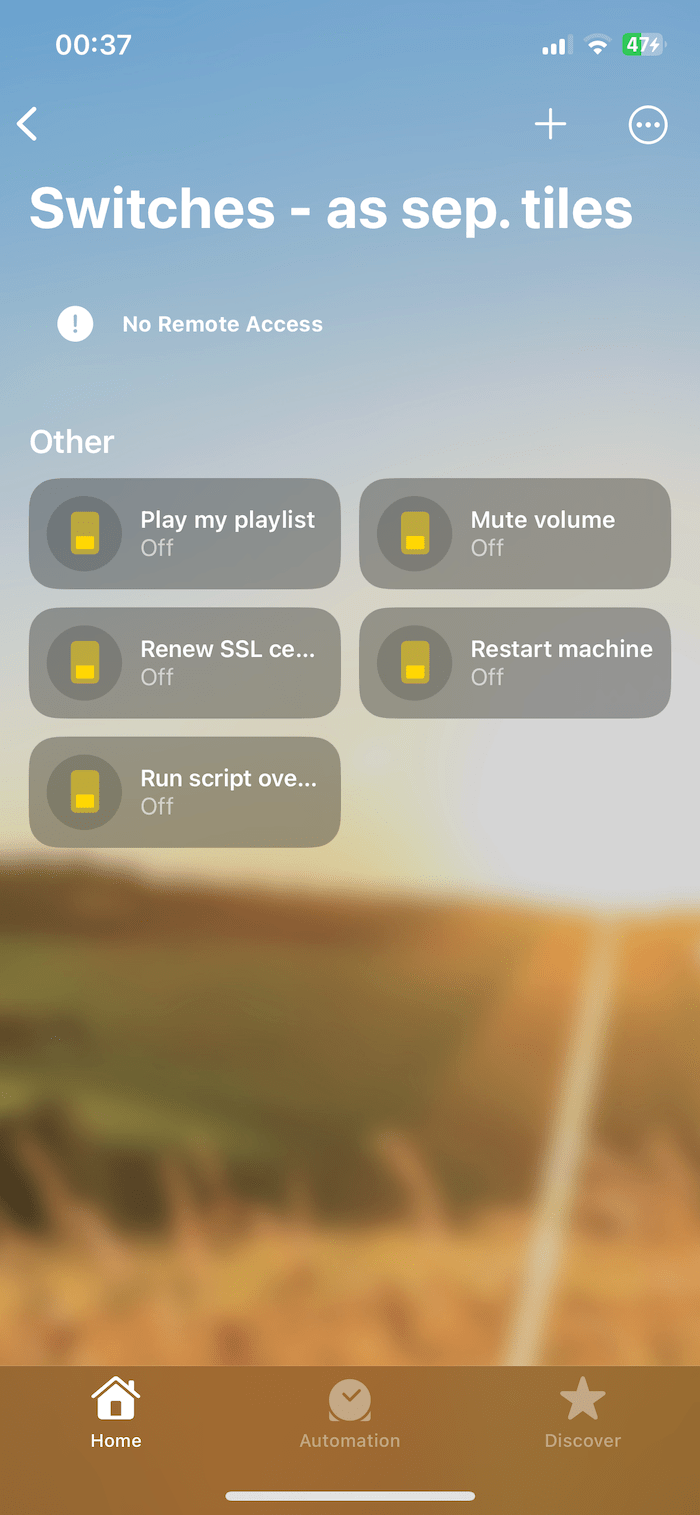 00:37
47
Switches - as sep. tiles
No Remote Access
Other
Play my playlist
Off
Mute volume
Off
Renew SSL ce...
Off
Restart machine
Off
Run script ove...
Off
Home
Automation
Discover